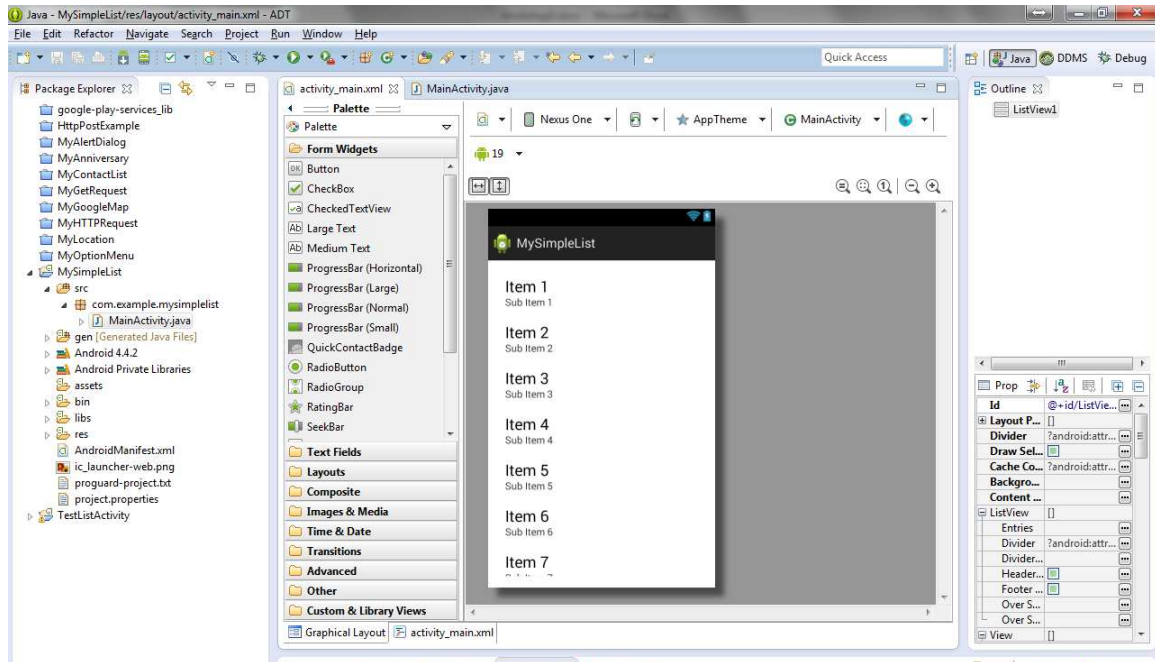 Java - MySimpleList/res/layout/activity_main.xml - ADT
File Edit Refactor Navigate Search Project Run Window Help
Quick Access
Java DDMS Debug
Package Explorer
google-play-services_lib
HttpPostExample
MyAlertDialog
MyAnniversary
MyContactList
MyGetRequest
MyGoogleMap
MyHTTPRequest
MyLocation
MyOptionMenu
MySimpleList
src
com.example.mysimplelist
MainActivity.java
gen [Generated Java Files]
Android 4.4.2
Android Private Libraries
assets
bin
libs
res
AndroidManifest.xml
ic_launcher-web.png
proguard-project.txt
project.properties
TestListActivity
activity_main.xml MainActivity.java
Palette
Palette
Form Widgets
OK Button
CheckBox
CheckedTextView
Ab Large Text
Ab Medium Text
ProgressBar (Horizontal)
ProgressBar (Large)
ProgressBar (Normal)
ProgressBar (Small)
QuickContactBadge
RadioButton
RadioGroup
RatingBar
SeekBar
Text Fields
Layouts
Composite
Images & Media
Time & Date
Transitions
Advanced
Other
Custom & Library Views
Graphical Layout activity_main.xml
Nexus One AppTheme MainActivity
19
MySimpleList
Item 1
Sub Item 1
Item 2
Sub Item 2
Item 3
Sub Item 3
Item 4
Sub Item 4
Item 5
Sub Item 5
Item 6
Sub Item 6
Item 7
Outline
ListView1
Prop
Id @+id/ListVie...
Layout P... []
Divider ?android:attr...
Draw Sel...
Cache Co... ?android:attr...
Backgro...
Content ...
ListView []
Entries
Divider ?android:attr...
Divider...
Header...
Footer ...
Over S...
Over S...
View []